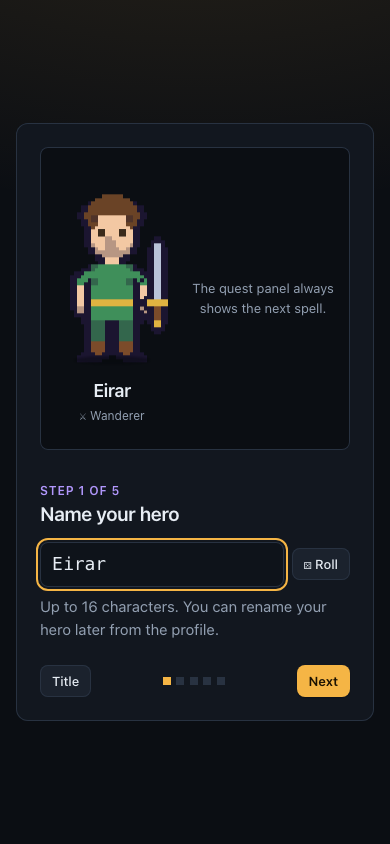 The quest panel always
shows the next spell.
Eirar
⚔ Wanderer
STEP 1 OF 5
Name your hero
Eirar
⚄ Roll
Up to 16 characters. You can rename your
hero later from the profile.
Title
Next